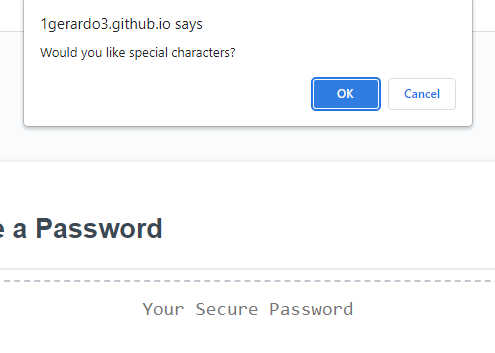 1gerardo3.github.io says
Would you like special characters?
OK Cancel
a Password
Your Secure Password